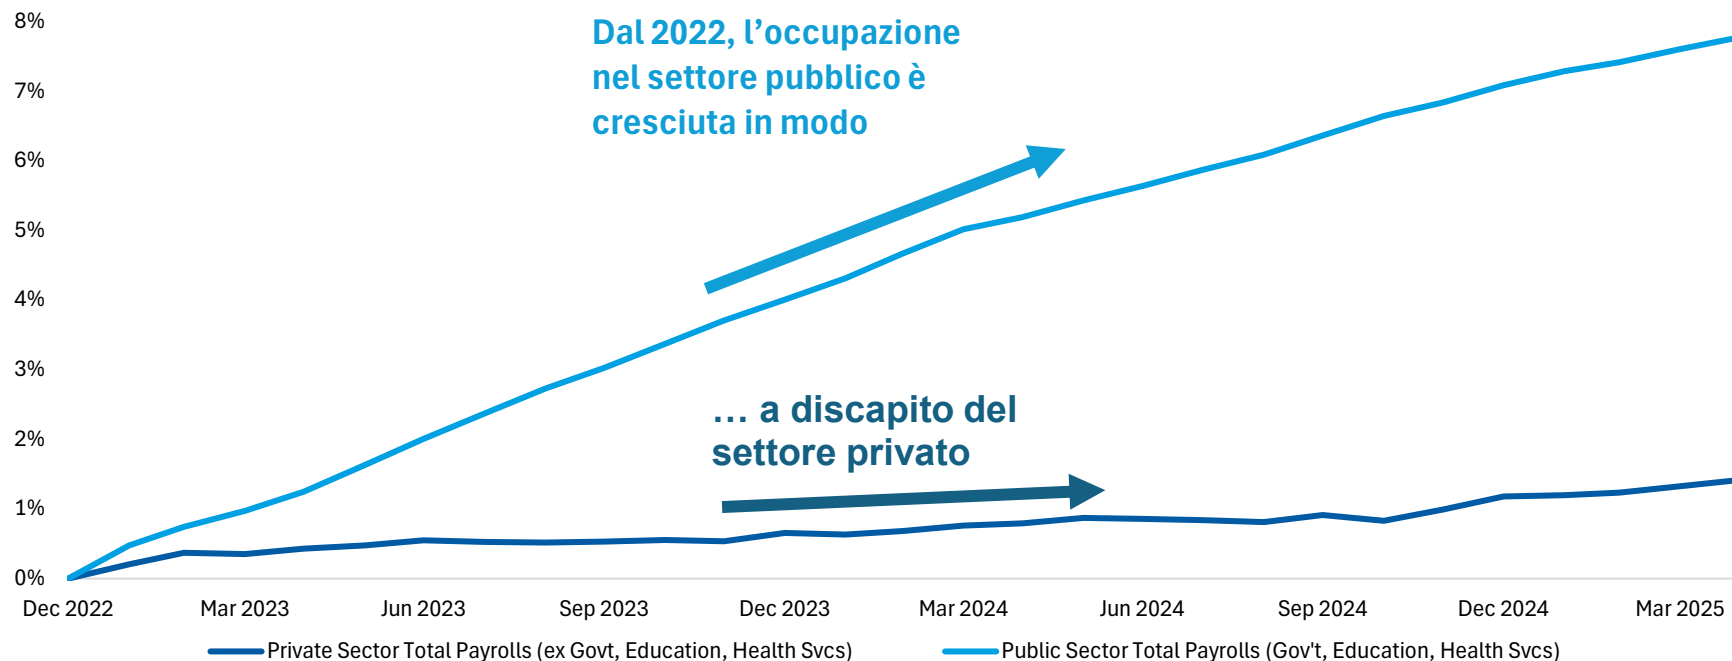 8%
Dal 2022, l’occupazione
nel settore pubblico è
cresciuta in modo
7%
6%
5%
4%
3%
… a discapito del
settore privato
2%
1%
0%
Dec 2022 Mar 2023 Jun 2023 Sep 2023 Dec 2023 Mar 2024 Jun 2024 Sep 2024 Dec 2024 Mar 2025
Private Sector Total Payrolls (ex Govt, Education, Health Svcs) Public Sector Total Payrolls (Gov't, Education, Health Svcs)